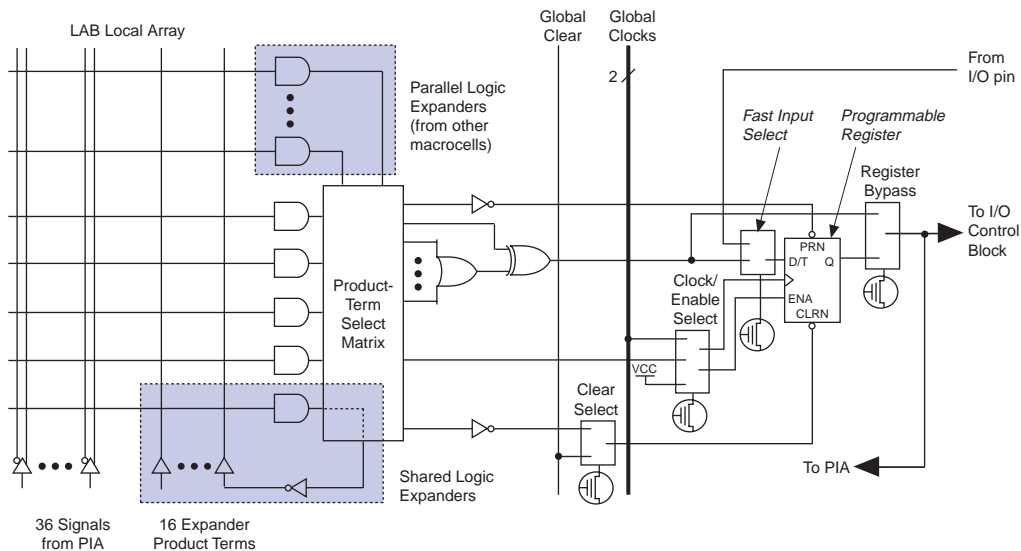 LAB Local Array
Global
Clear
Global
Clocks
2
From
I/O pin
Parallel Logic
Expanders
(from other
macrocells)
Fast Input
Select
Programmable
Register
Register
Bypass
To I/O
Control
Block
PRN
D/T
Q
ENA
CLRN
Product-
Term
Select
Matrix
Clock/
Enable
Select
VCC
Clear
Select
To PIA
Shared Logic
Expanders
36 Signals
from PIA
16 Expander
Product Terms